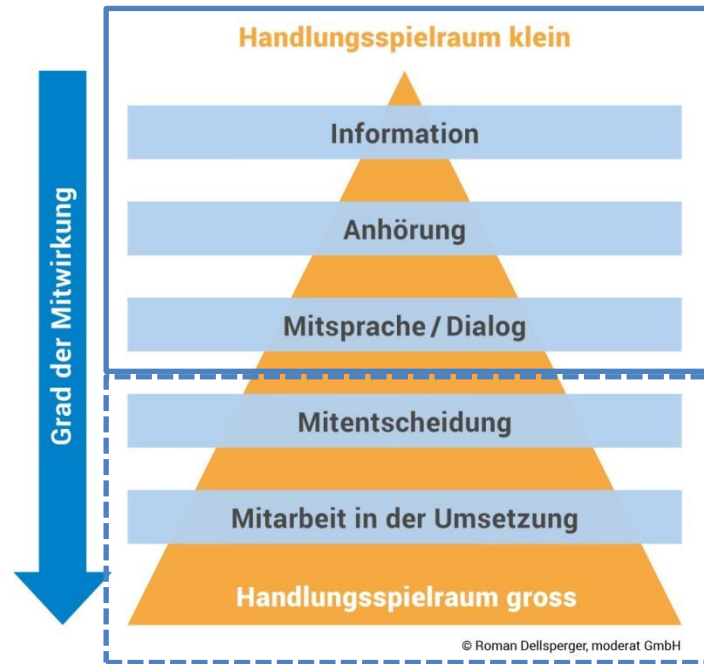 Handlungsspielraum klein
Grad der Mitwirkung
Information
Anhörung
Mitsprache / Dialog
Mitentscheidung
Mitarbeit in der Umsetzung
Handlungsspielraum gross
© Roman Dellsperger, moderat GmbH